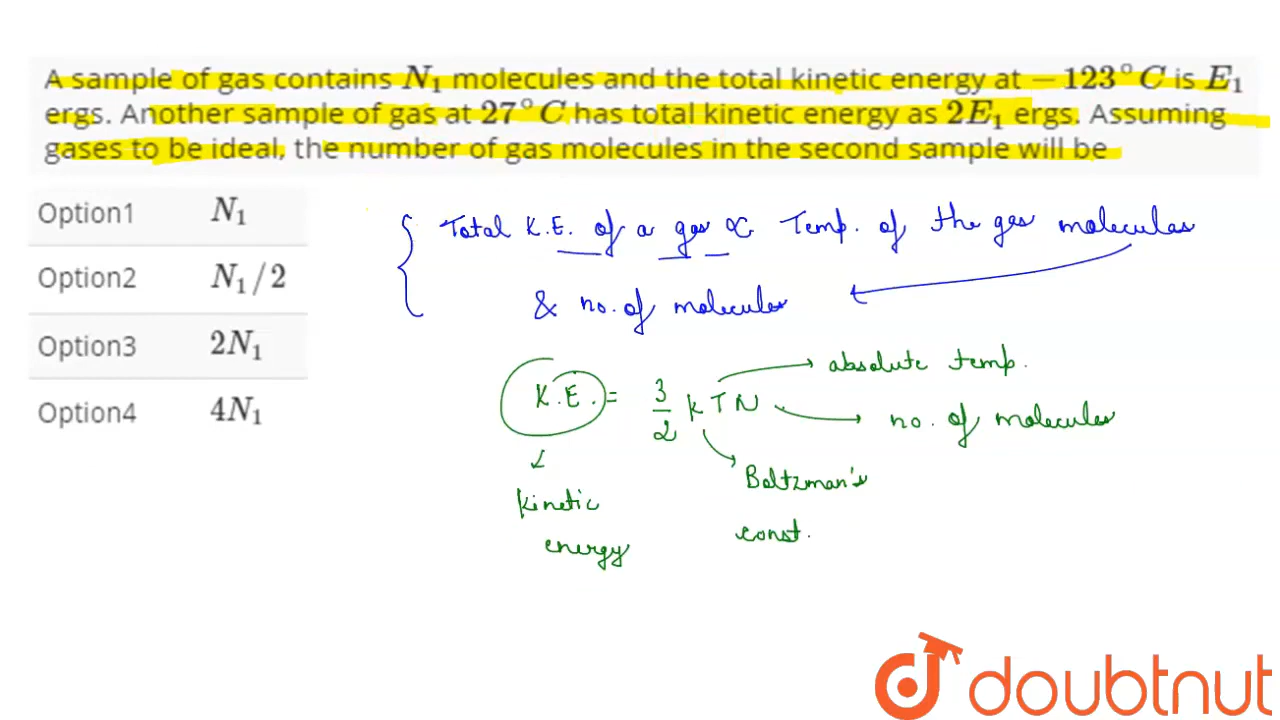 A sample of gas contains N₁ molecules and the total kinetic energy at −123°C is E₁
ergs. Another sample of gas at 27°C has total kinetic energy as 2E₁ ergs. Assuming
gases to be ideal, the number of gas molecules in the second sample will be
Option1 N₁
Option2 N₁/2
Option3 2N₁
Option4 4N₁
Total K.E. of a gas ∝ Temp. of the gas molecules
& no. of molecules
K.E. = 3/2 k T N
absolute temp.
no. of molecules
Boltzman's
const.
kinetic
energy
doubtnut